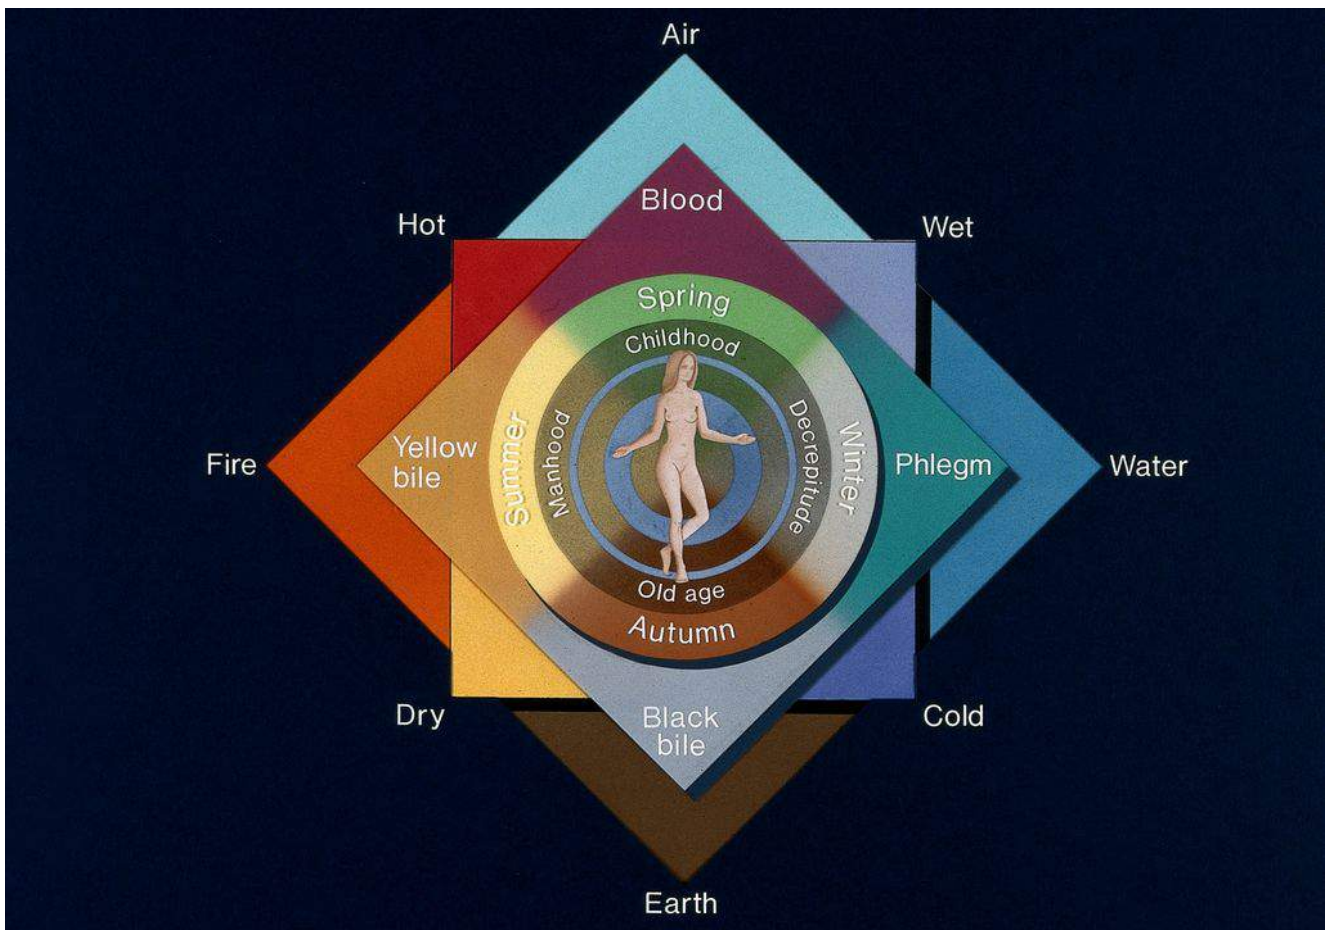 Air
Blood
Hot
Wet
Spring
Childhood
Fire
Yellow
bile
Summer
Manhood
Decrepitude
Winter
Phlegm
Water
Old age
Autumn
Dry
Black
bile
Cold
Earth